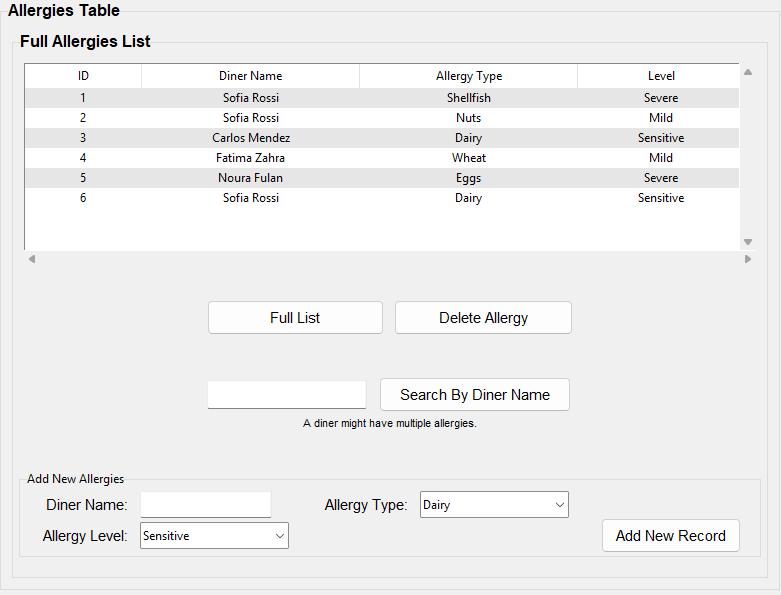 Allergies Table
Full Allergies List
ID Diner Name Allergy Type Level
1 Sofia Rossi Shellfish Severe
2 Sofia Rossi Nuts Mild
3 Carlos Mendez Dairy Sensitive
4 Fatima Zahra Wheat Mild
5 Noura Fulan Eggs Severe
6 Sofia Rossi Dairy Sensitive
Full List Delete Allergy
Search By Diner Name
A diner might have multiple allergies.
Add New Allergies
Diner Name: Allergy Type: Dairy
Allergy Level: Sensitive Add New Record